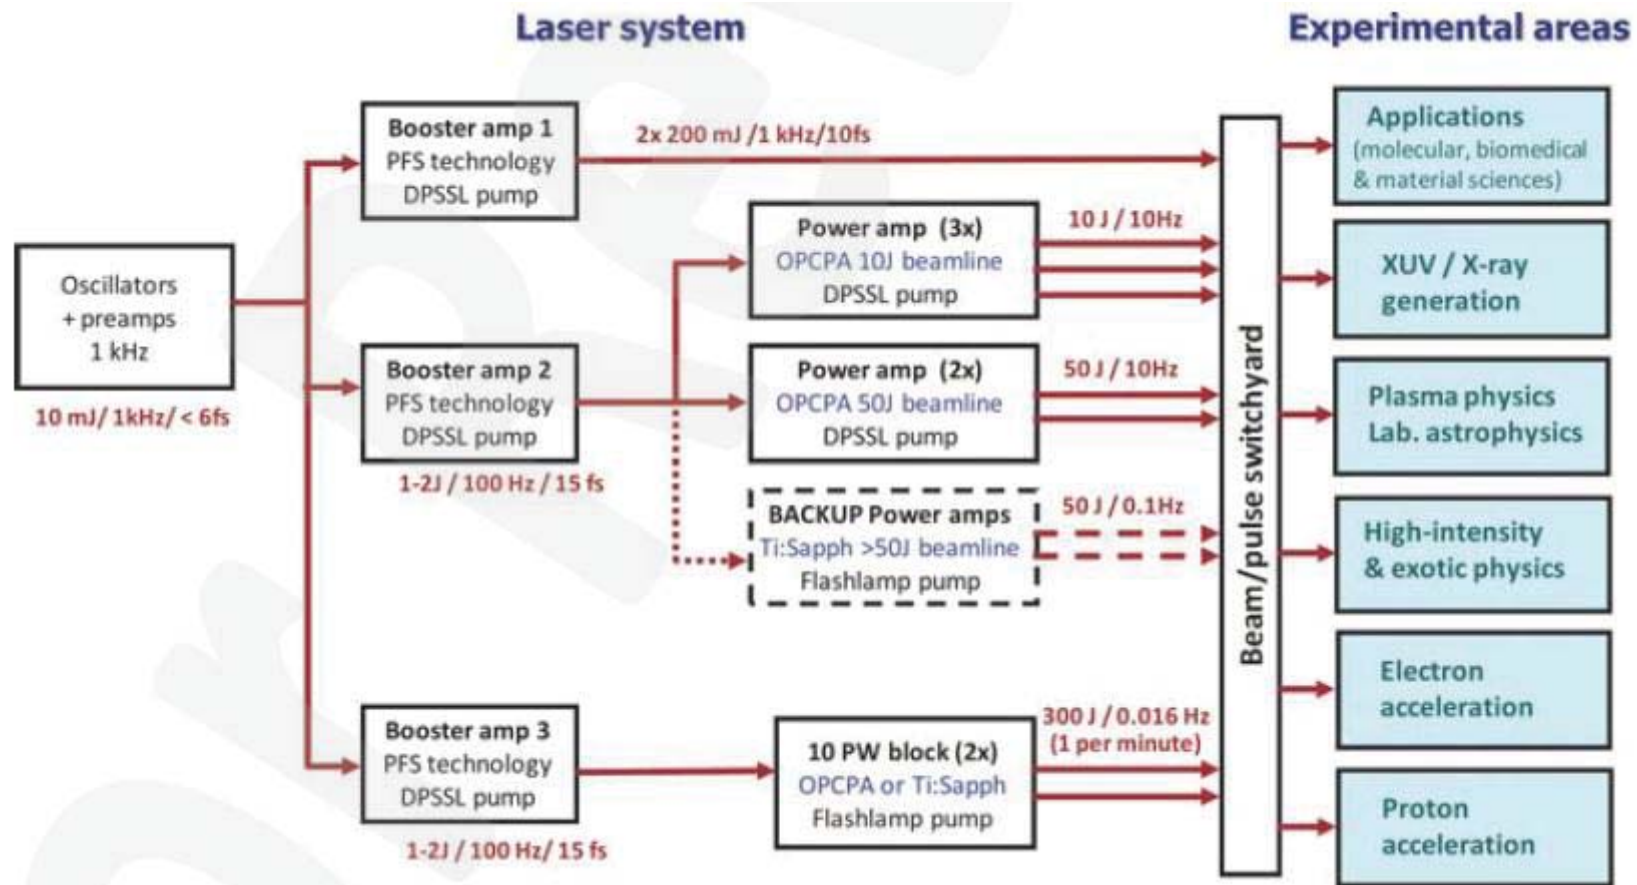 Laser system
Experimental areas
Booster amp 1
PFS technology
DPSSL pump
2x 200 mJ /1 kHz/10fs
Applications
(molecular, biomedical
& material sciences)
Oscillators
+ preamps
1 kHz
10 mJ/ 1kHz/ < 6fs
Power amp (3x)
OPCPA 10J beamline
DPSSL pump
10 J / 10Hz
XUV / X-ray
generation
Booster amp 2
PFS technology
DPSSL pump
1-2J / 100 Hz / 15 fs
Power amp (2x)
OPCPA 50J beamline
DPSSL pump
50 J / 10Hz
Plasma physics
Lab. astrophysics
BACKUP Power amps
Ti:Sapph >50J beamline
Flashlamp pump
50 J / 0.1Hz
Beam/pulse switchyard
High-intensity
& exotic physics
Electron
acceleration
Booster amp 3
PFS technology
DPSSL pump
1-2J / 100 Hz/ 15 fs
10 PW block (2x)
OPCPA or Ti:Sapph
Flashlamp pump
300 J / 0.016 Hz
(1 per minute)
Proton
acceleration